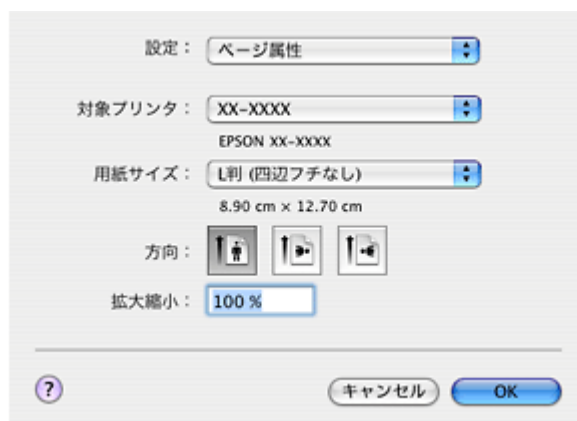 設定： ページ属性
対象プリンタ： XX-XXXX
EPSON XX-XXXX
用紙サイズ： L判 (四辺フチなし)
8.90 cm × 12.70 cm
方向：
拡大縮小： 100 %
? キャンセル OK